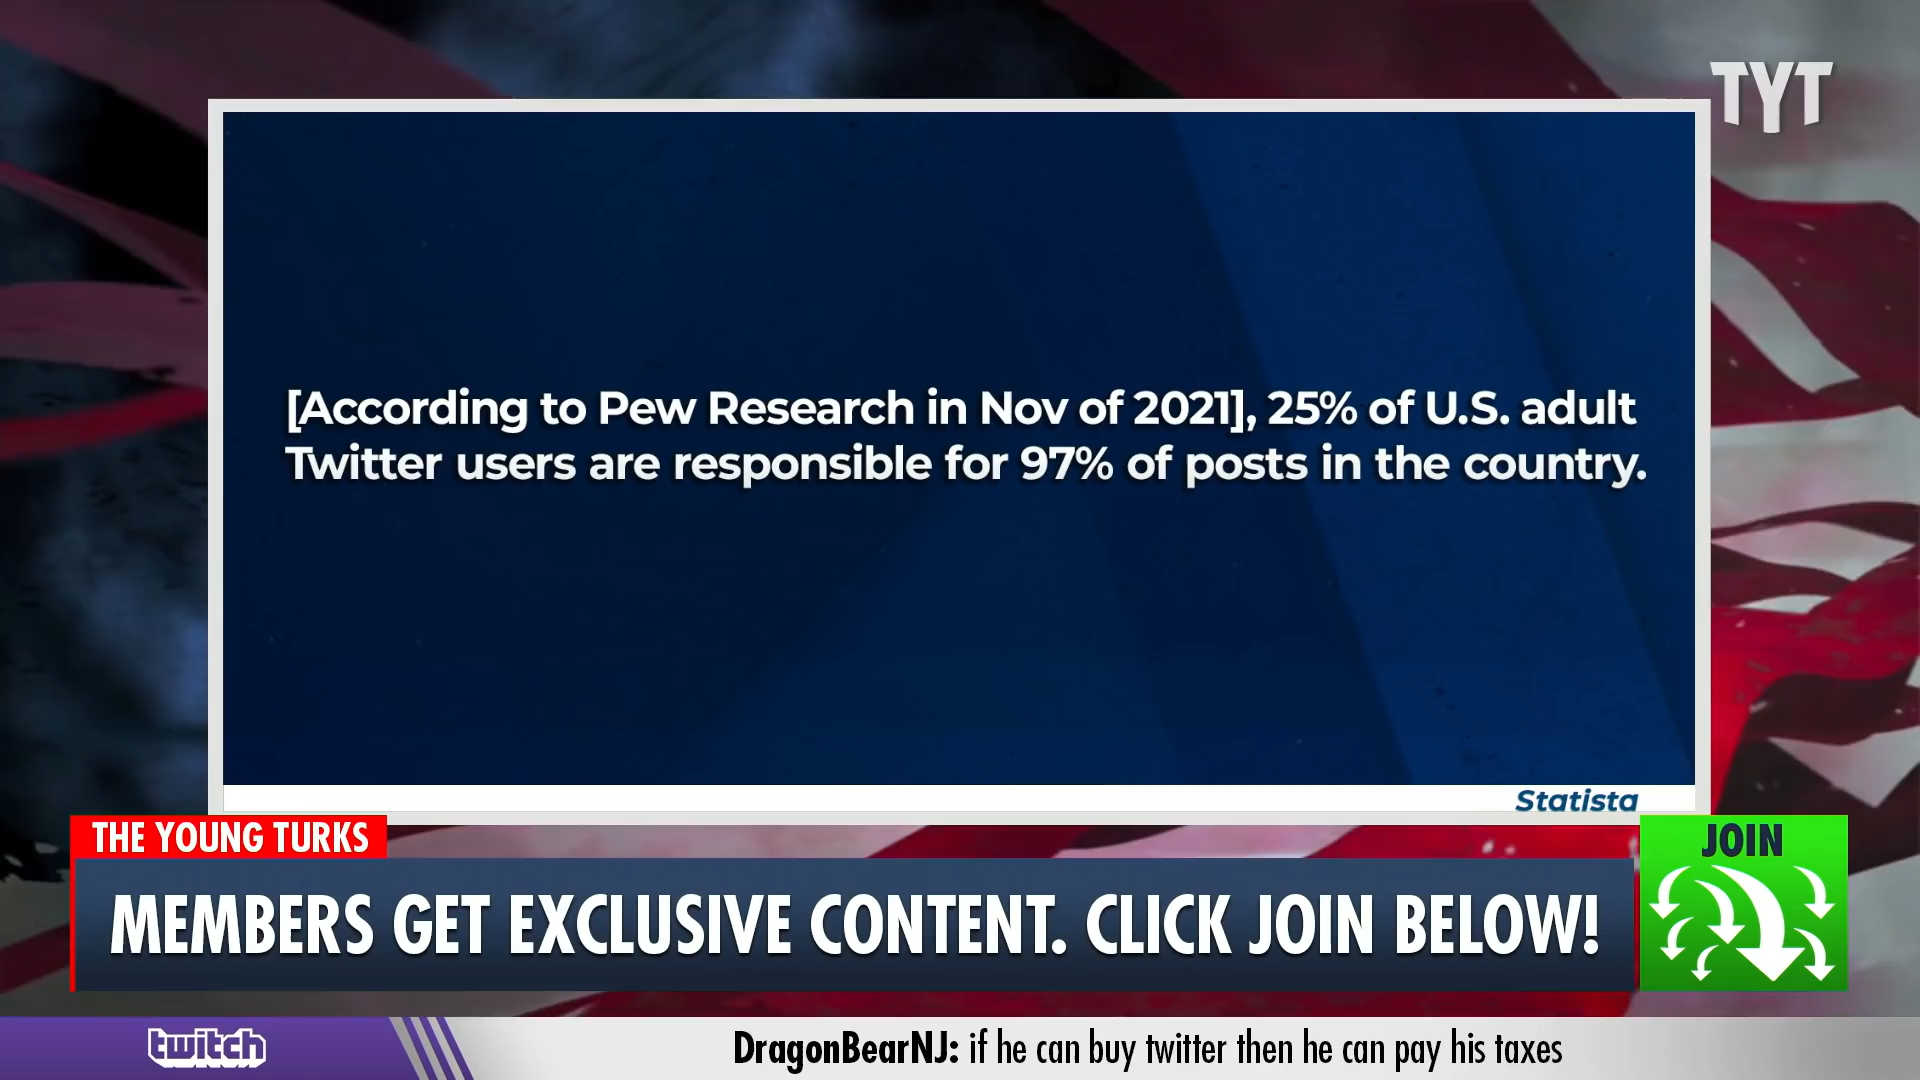 TYT
[According to Pew Research in Nov of 2021], 25% of U.S. adult
Twitter users are responsible for 97% of posts in the country.
Statista
THE YOUNG TURKS
MEMBERS GET EXCLUSIVE CONTENT. CLICK JOIN BELOW!
JOIN
twitch
DragonBearNJ: if he can buy twitter then he can pay his taxes